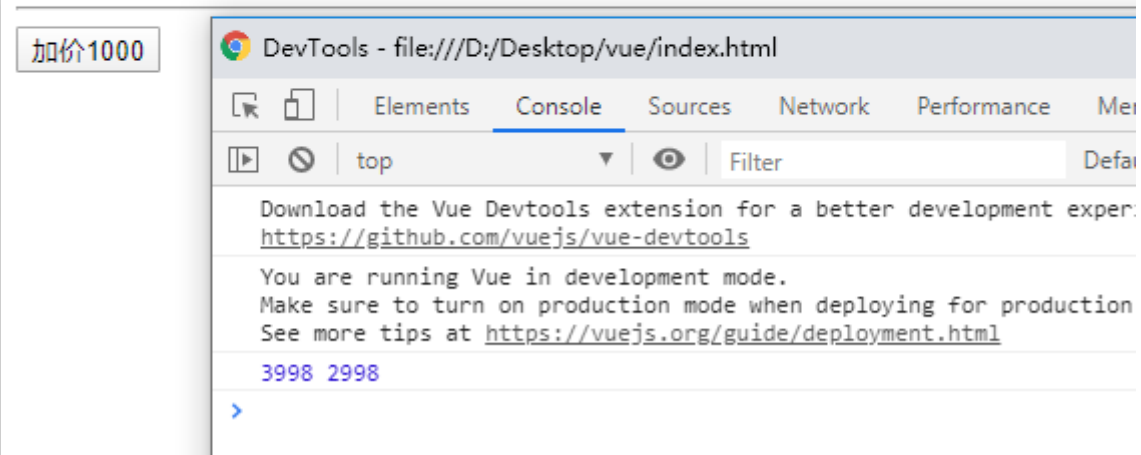 加价1000
DevTools - file:///D:/Desktop/vue/index.html
Elements Console Sources Network Performance
top Filter
Download the Vue Devtools extension for a better development
https://github.com/vuejs/vue-devtools
You are running Vue in development mode.
Make sure to turn on production mode when deploying for production
See more tips at https://vuejs.org/guide/deployment.html
3998 2998
>